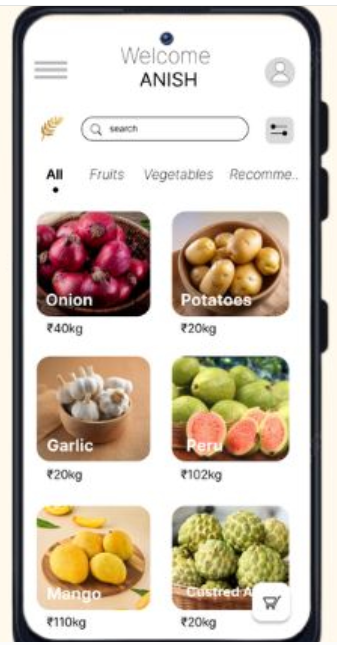 Welcome
ANISH
search
All Fruits Vegetables Recomme..
Onion Potatoes
₹40kg ₹20kg
Garlic Peru
₹20kg ₹102kg
Mango Custred A
₹110kg ₹20kg